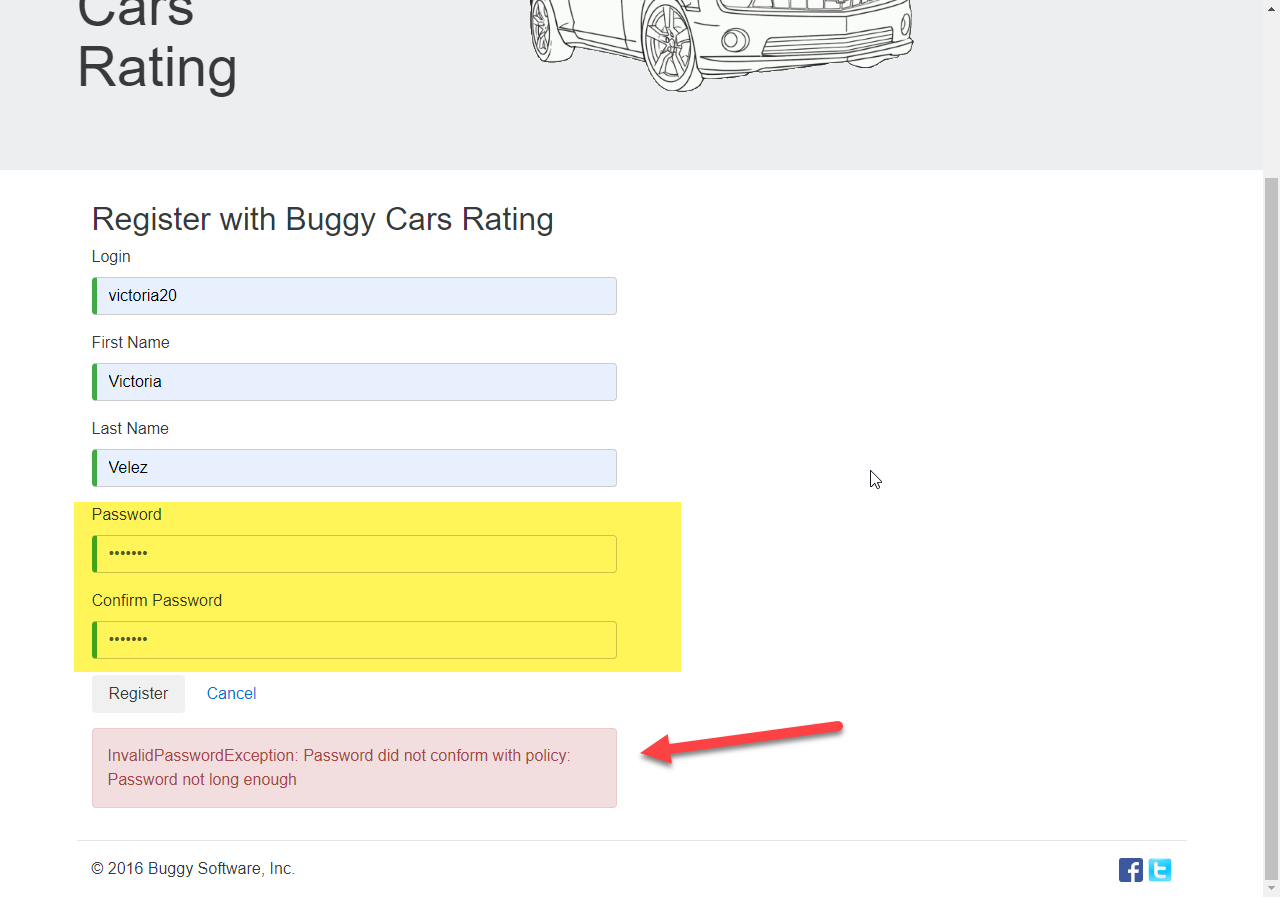 Cars
Rating
Register with Buggy Cars Rating
Login
victoria20
First Name
Victoria
Last Name
Velez
Password
•••••••
Confirm Password
•••••••
Register Cancel
InvalidPasswordException: Password did not conform with policy:
Password not long enough
© 2016 Buggy Software, Inc.